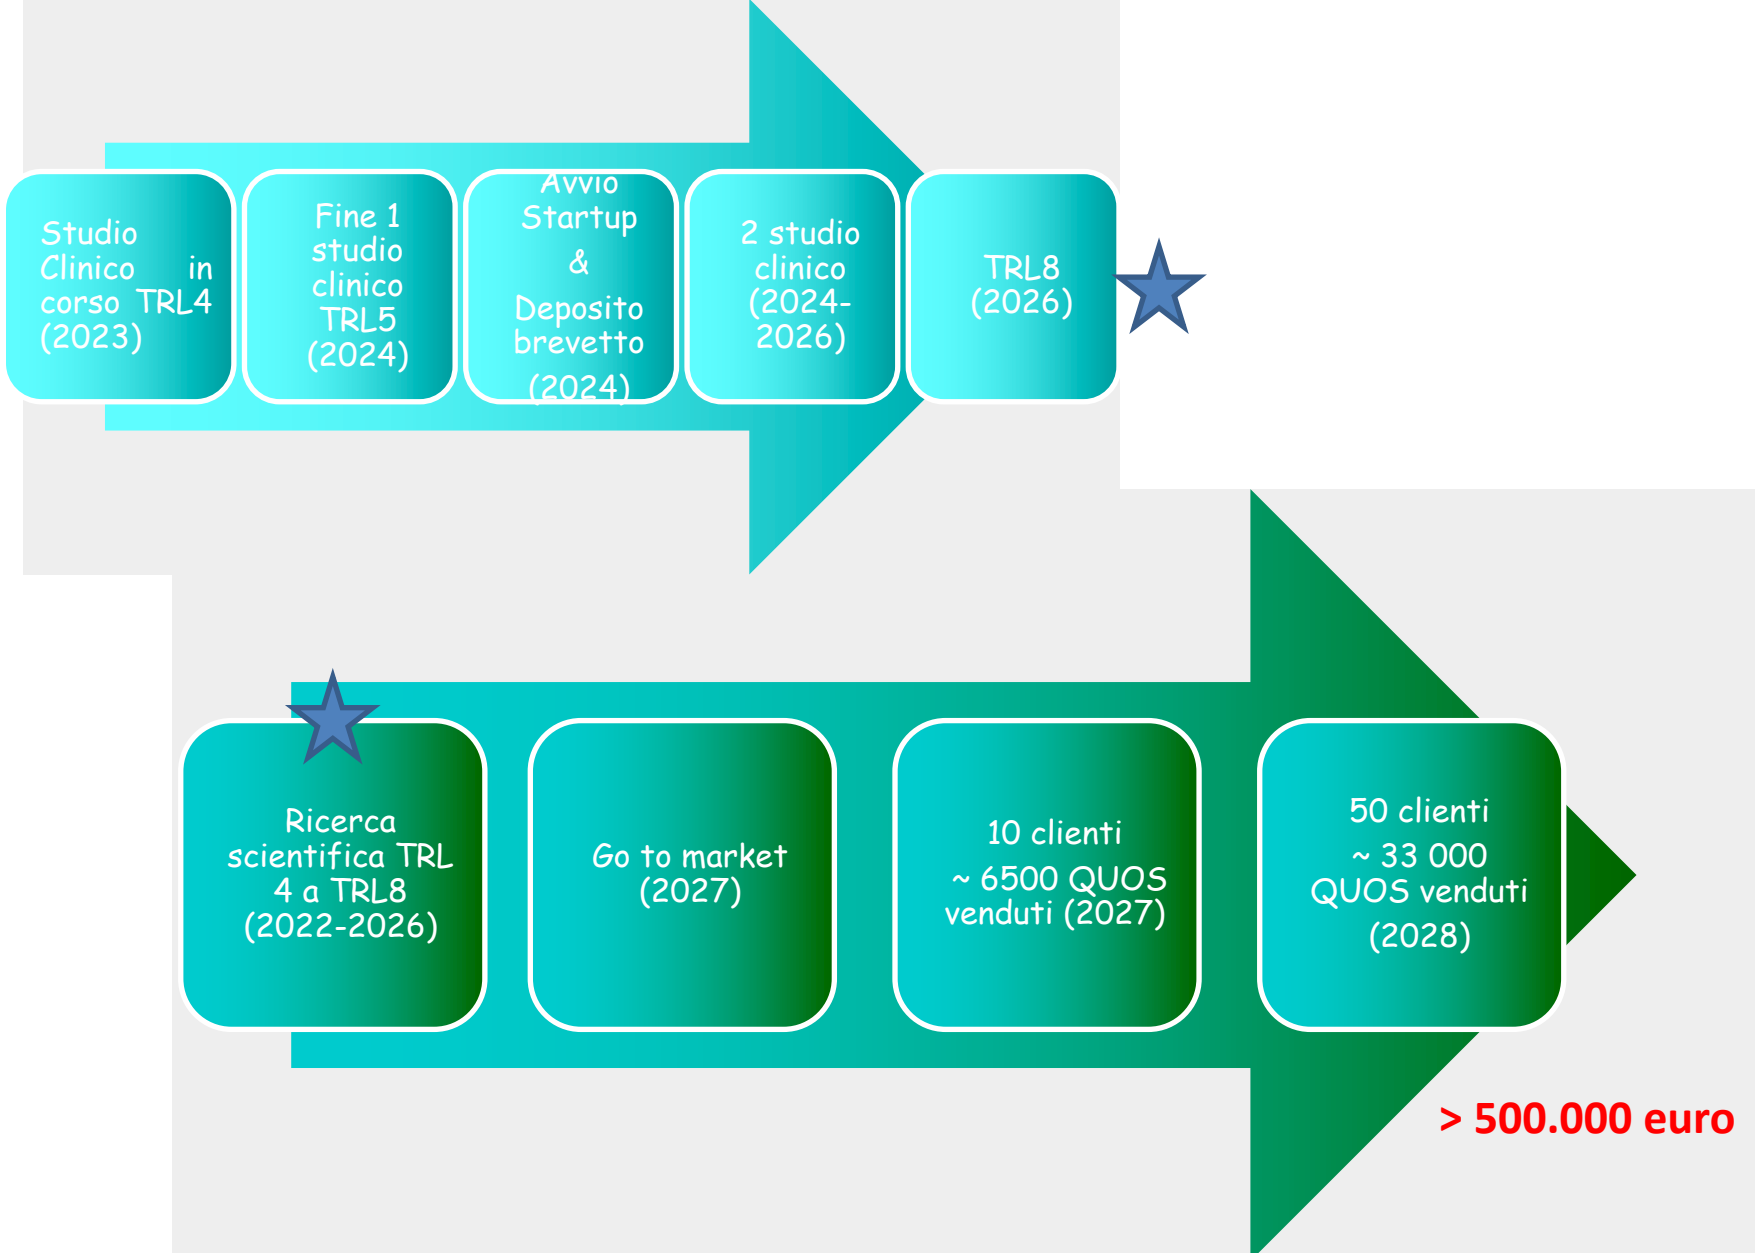 Studio
Clinico in
corso TRL4
(2023)
Fine 1
studio
clinico
TRL5
(2024)
Avvio
Startup
&
Deposito
brevetto
(2024)
2 studio
clinico
(2024-
2026)
TRL8
(2026)
Ricerca
scientifica TRL
4 a TRL8
(2022-2026)
Go to market
(2027)
10 clienti
~ 6500 QUOS
venduti (2027)
50 clienti
~ 33 000
QUOS venduti
(2028)
> 500.000 euro